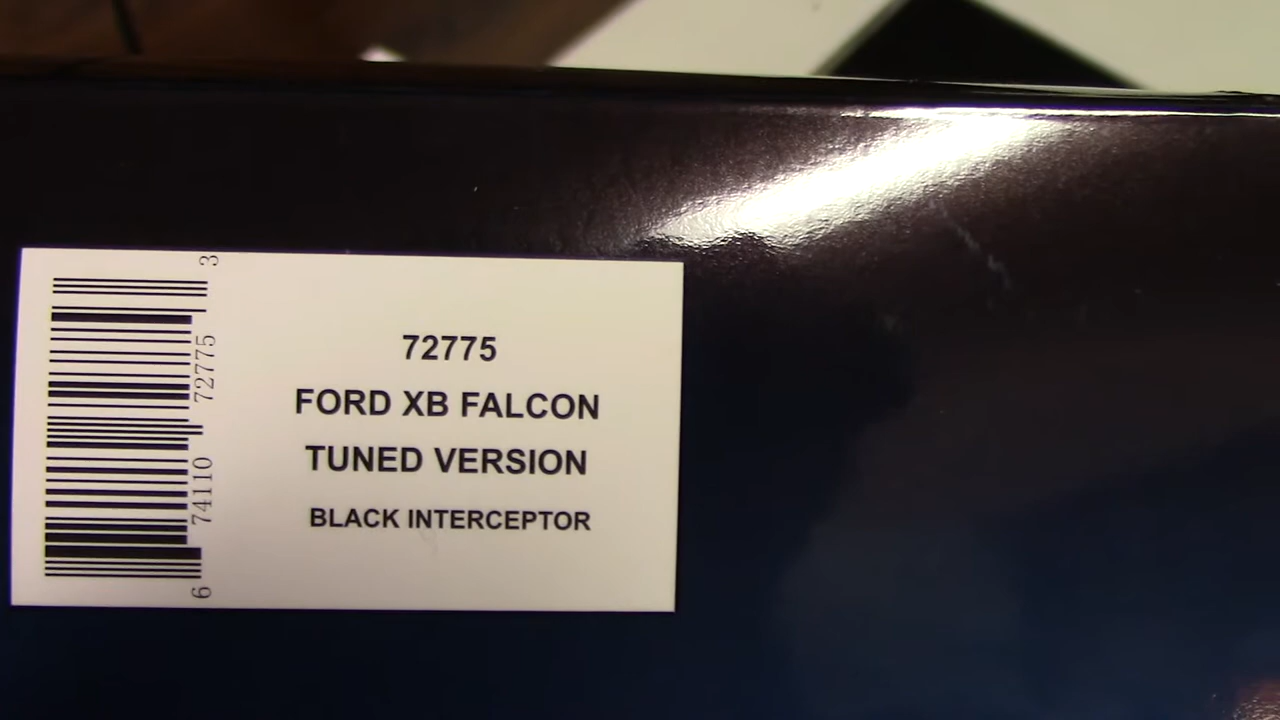 72775
FORD XB FALCON
TUNED VERSION
BLACK INTERCEPTOR
6 74110 72775 3